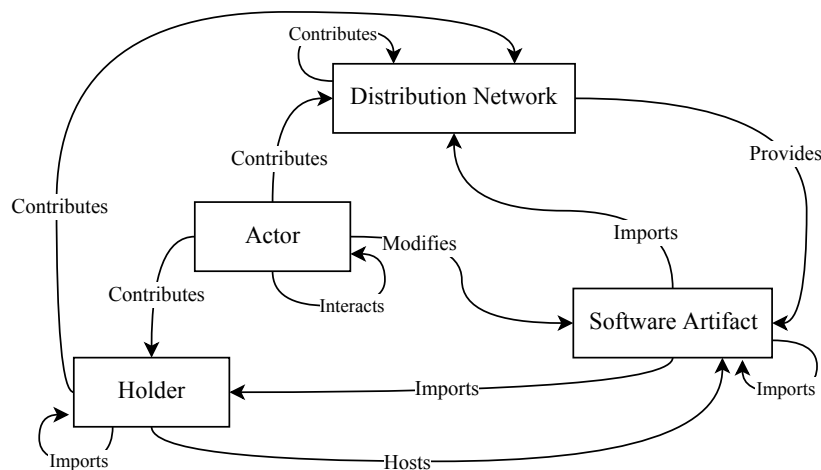 Contributes
Distribution Network
Provides
Contributes
Contributes
Actor
Modifies
Imports
Contributes
Interacts
Software Artifact
Holder
Imports
Imports
Imports
Hosts